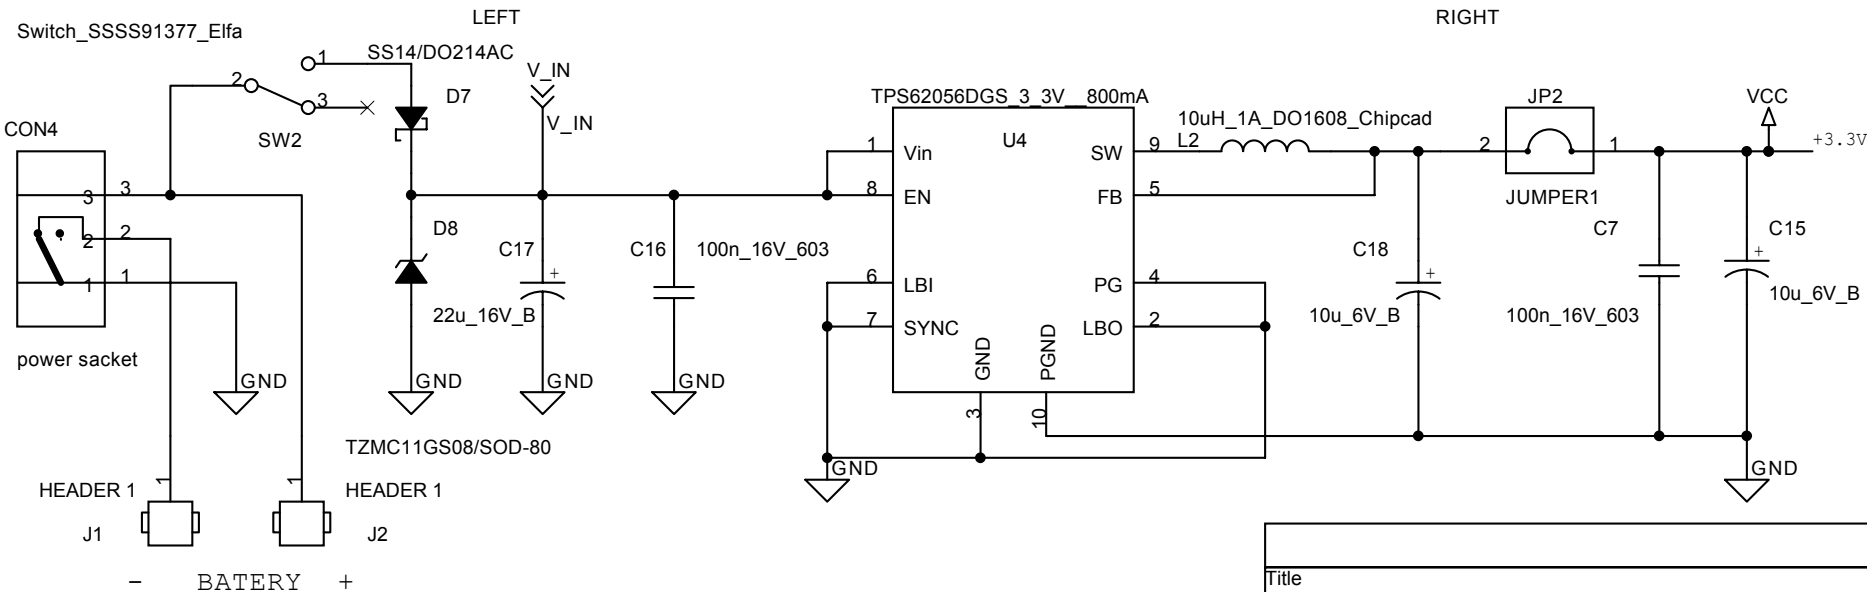 LEFT
RIGHT
Switch_SSSS91377_Elfa
SS14/DO214AC
1
2
3
SW2
D7
V_IN
V_IN
TPS62056DGS_3_3V__800mA
U4
10uH_1A_DO1608_Chipcad
L2
JP2
VCC
+3.3V
CON4
1
Vin
SW
9
2
1
8
EN
FB
5
JUMPER1
3
3
2
2
1
1
D8
C17
C16
100n_16V_603
C18
C7
C15
+
+
+
6
LBI
PG
4
7
SYNC
LBO
2
22u_16V_B
10u_6V_B
100n_16V_603
10u_6V_B
GND
PGND
3
10
power sacket
GND
GND
GND
GND
TZMC11GS08/SOD-80
GND
GND
1
1
HEADER 1
HEADER 1
J1
J2
- BATERY +
Title